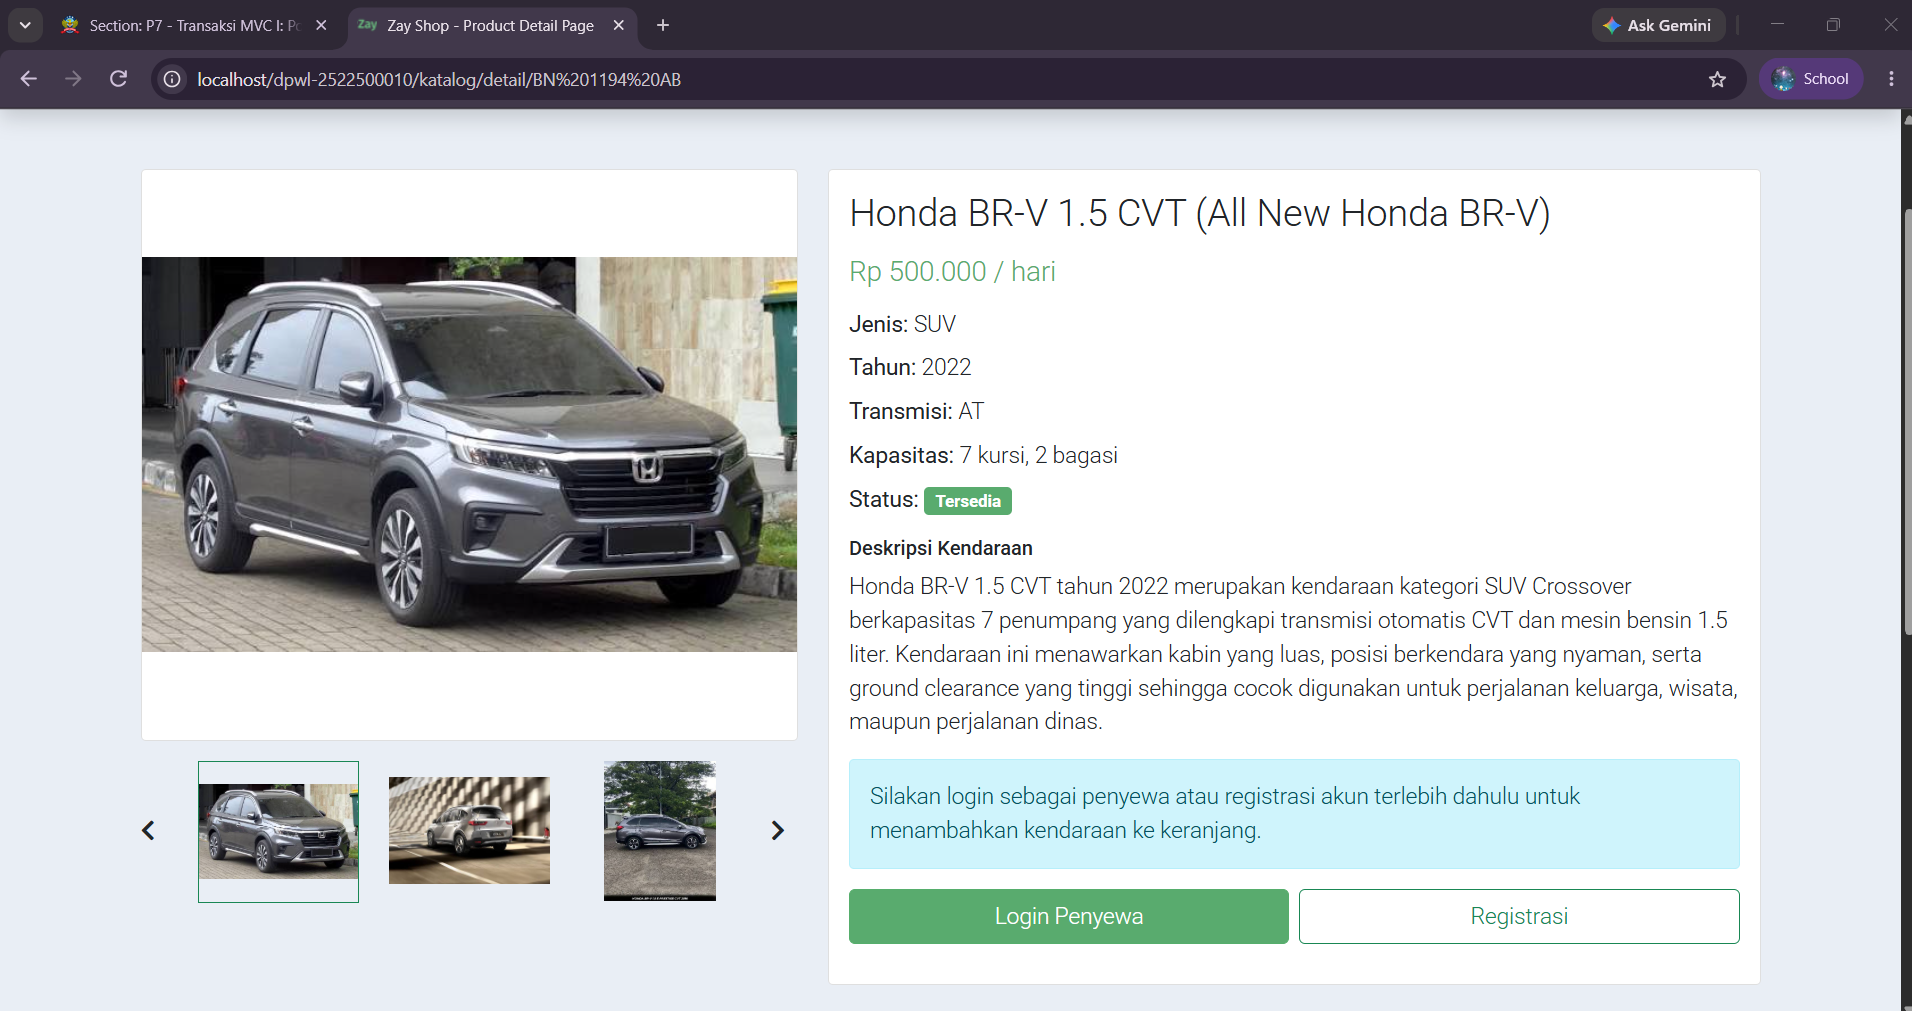 Section: P7 - Transaksi MVC I: Po
Zay Zay Shop - Product Detail Page
Ask Gemini
localhost/dpwl-2522500010/katalog/detail/BN%201194%20AB
School
Honda BR-V 1.5 CVT (All New Honda BR-V)
Rp 500.000 / hari
Jenis: SUV
Tahun: 2022
Transmisi: AT
Kapasitas: 7 kursi, 2 bagasi
Status: Tersedia
Deskripsi Kendaraan
Honda BR-V 1.5 CVT tahun 2022 merupakan kendaraan kategori SUV Crossover
berkapasitas 7 penumpang yang dilengkapi transmisi otomatis CVT dan mesin bensin 1.5
liter. Kendaraan ini menawarkan kabin yang luas, posisi berkendara yang nyaman, serta
ground clearance yang tinggi sehingga cocok digunakan untuk perjalanan keluarga, wisata,
maupun perjalanan dinas.
Silakan login sebagai penyewa atau registrasi akun terlebih dahulu untuk
menambahkan kendaraan ke keranjang.
Login Penyewa
Registrasi